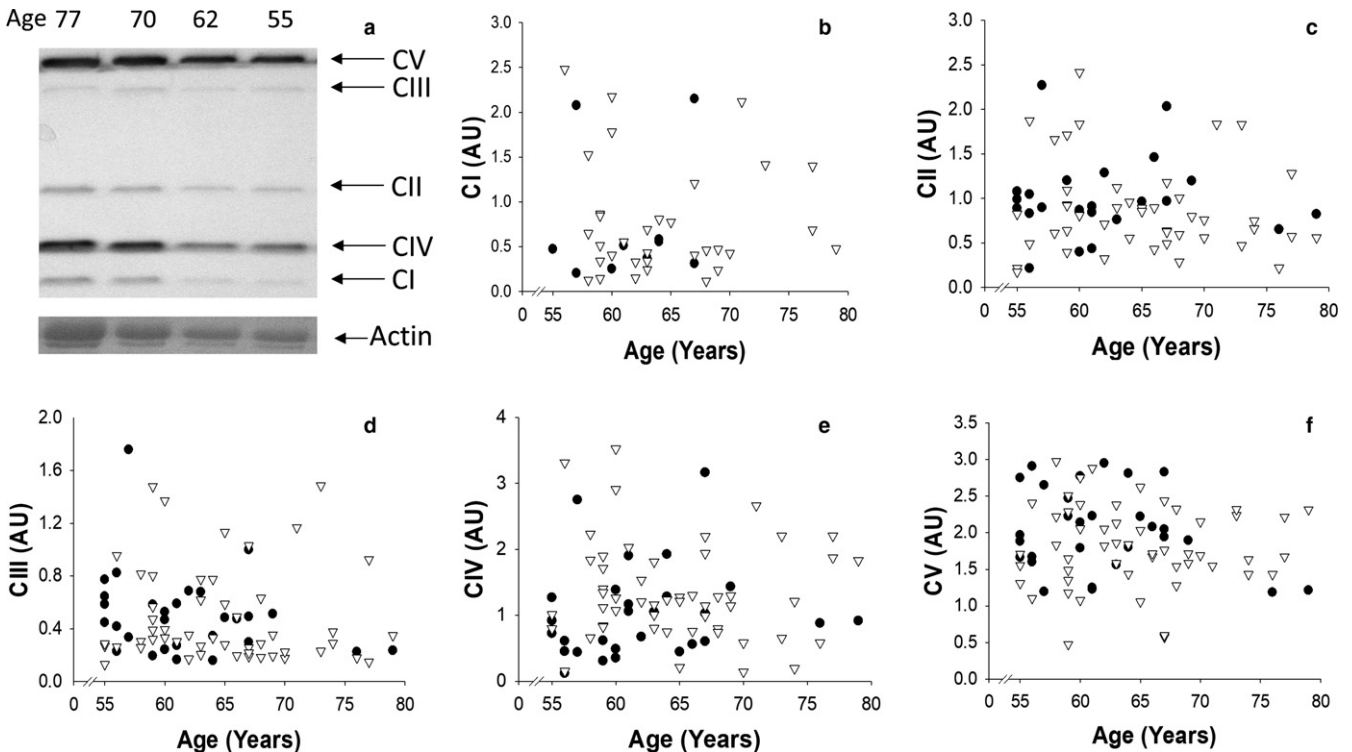 Age 77 70 62 55
a
CV
CIII
CII
CIV
CI
Actin
b
3.0
2.5
2.0
1.5
1.0
0.5
0.0
CI (AU)
0 55 60 65 70 75 80
Age (Years)
c
3.0
2.5
2.0
1.5
1.0
0.5
0.0
CII (AU)
0 55 60 65 70 75 80
Age (Years)
d
2.0
1.6
1.2
0.8
0.4
0.0
CIII (AU)
0 55 60 65 70 75 80
Age (Years)
e
4
3
2
1
0
CIV (AU)
0 55 60 65 70 75 80
Age (Years)
f
3.5
3.0
2.5
2.0
1.5
1.0
0.5
0.0
CV (AU)
0 55 60 65 70 75 80
Age (Years)